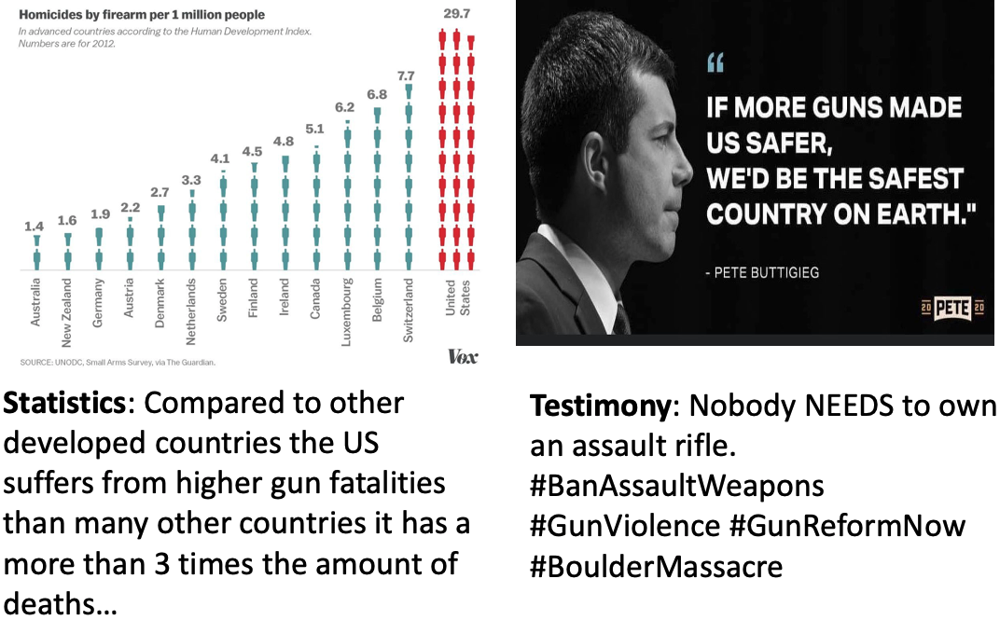 Homicides by firearm per 1 million people
In advanced countries according to the Human Development Index.
Numbers are for 2012.
29.7
7.7
6.8
6.2
5.1
4.8
4.5
4.1
3.3
2.7
2.2
1.9
1.6
1.4
Australia
New Zealand
Germany
Austria
Denmark
Netherlands
Sweden
Finland
Ireland
Canada
Luxembourg
Belgium
Switzerland
United
States
SOURCE: UNODC, Small Arms Survey, via The Guardian.
Vox
“
IF MORE GUNS MADE
US SAFER,
WE'D BE THE SAFEST
COUNTRY ON EARTH."
- PETE BUTTIGIEG
20 PETE 20
Statistics: Compared to other
developed countries the US
suffers from higher gun fatalities
than many other countries it has a
more than 3 times the amount of
deaths...
Testimony: Nobody NEEDS to own
an assault rifle.
#BanAssaultWeapons
#GunViolence #GunReformNow
#BoulderMassacre